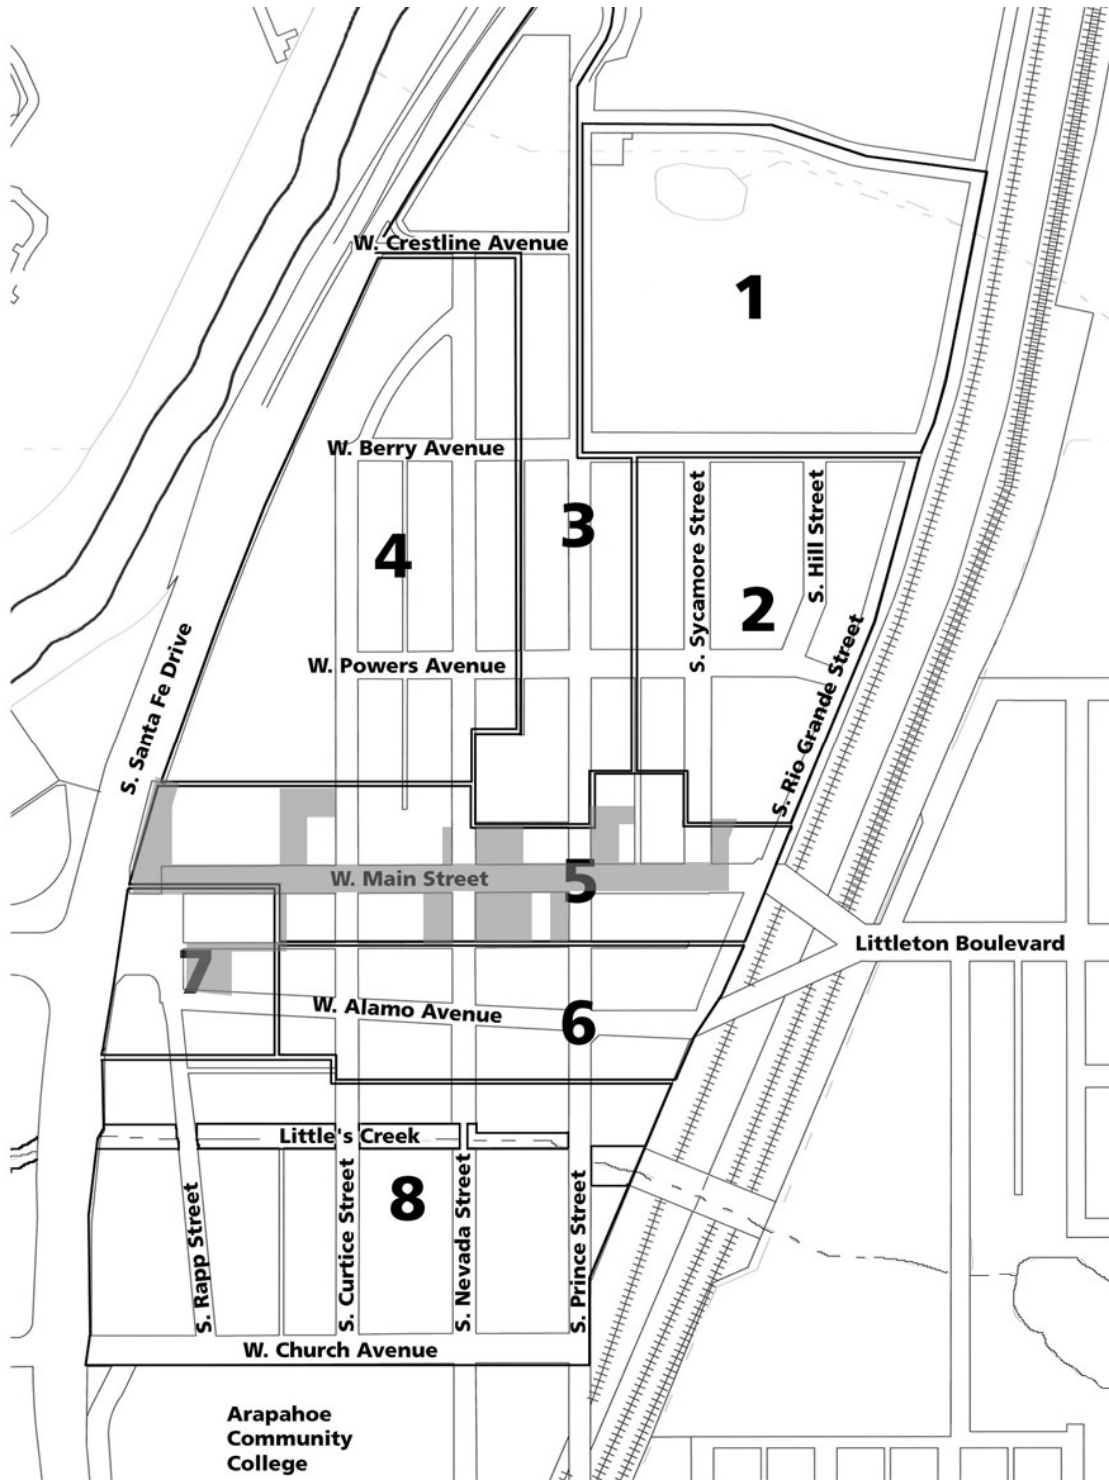 W. Crestline Avenue
1
W. Berry Avenue
3
4
S. Sycamore Street
S. Hill Street
2
W. Powers Avenue
S. Santa Fe Drive
S. Rio Grande Street
W. Main Street
5
Littleton Boulevard
7
W. Alamo Avenue
6
Little's Creek
8
S. Rapp Street
S. Curtice Street
S. Nevada Street
S. Prince Street
W. Church Avenue
Arapahoe
Community
College